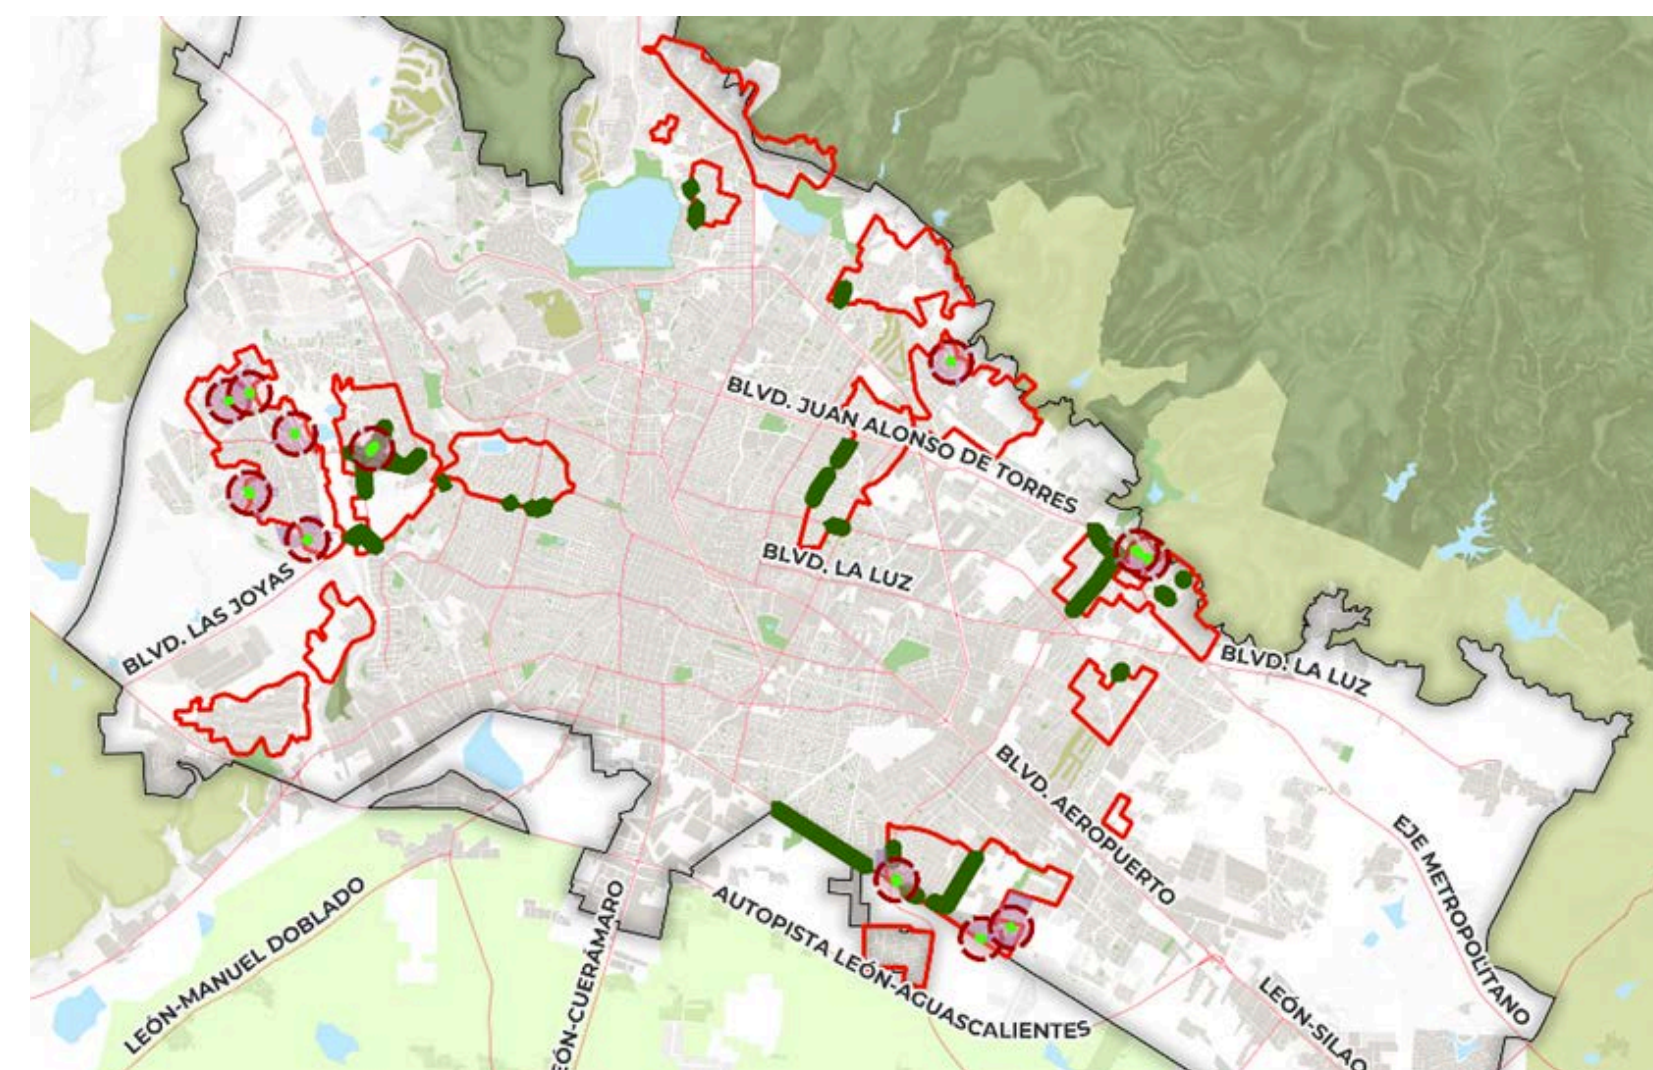 BLVD. JUAN ALONSO DE TORRES
BLVD. LA LUZ
BLVD. LAS JOYAS
BLVD. LA LUZ
BLVD. AEROPUERTO
EJE METROPOLITANO
LEÓN-MANUEL DOBLADO
EÓN-CUERÁMARO
AUTOPISTA LEÓN-AGUASCALIENTES
LEÓN-SILAO